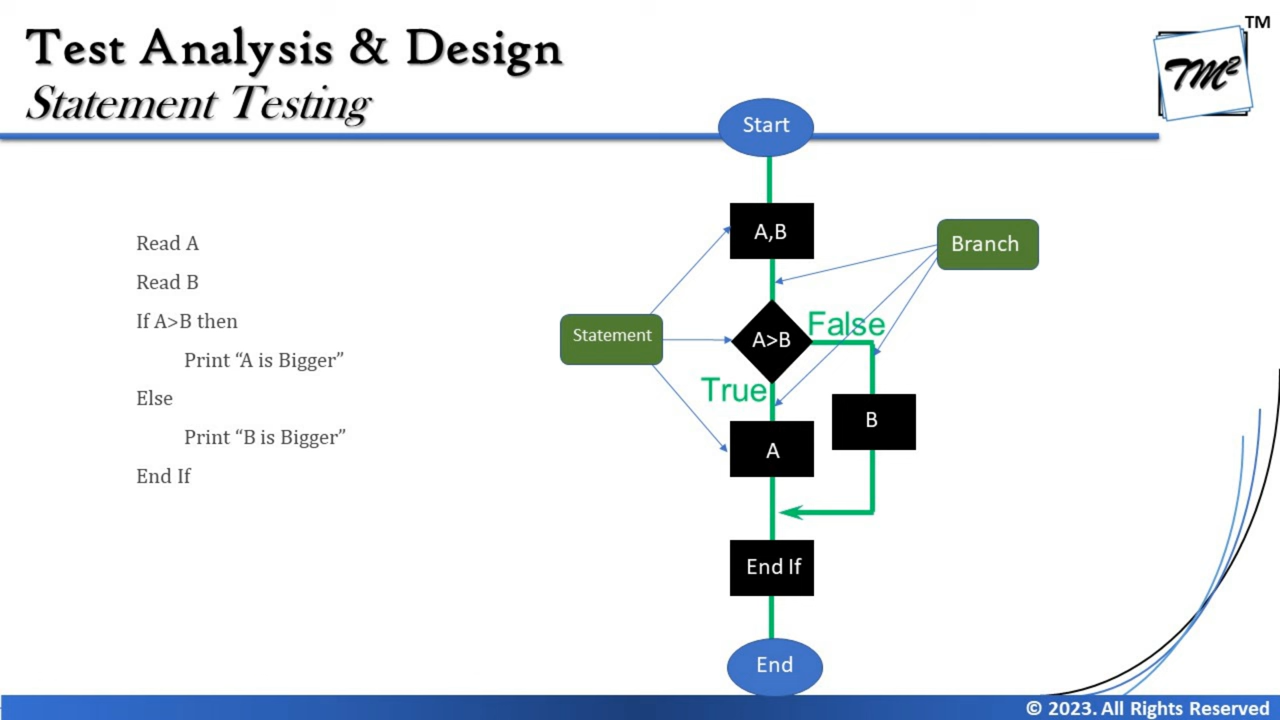 Test Analysis & Design
Statement Testing
TM
TM²
Start
Read A
Read B
If A>B then
Print “A is Bigger”
Else
Print “B is Bigger”
End If
A,B
Branch
Statement
A>B
False
True
B
A
End If
End
© 2023. All Rights Reserved